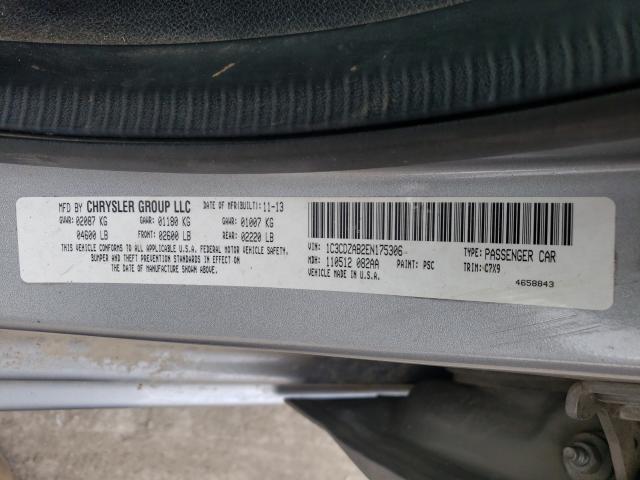 MFD BY CHRYSLER GROUP LLC DATE OF MFR(BUILT): 11-13
GVWR: 02087 KG GAWR: 01180 KG GAWR: 01007 KG
04600 LB FRONT: 02600 LB REAR: 02220 LB
THIS VEHICLE CONFORMS TO ALL APPLICABLE U.S.A. FEDERAL MOTOR VEHICLE SAFETY,
BUMPER AND THEFT PREVENTION STANDARDS IN EFFECT ON
THE DATE OF MANUFACTURE SHOWN ABOVE.
VIN: 1C3CDZAB2EN175306 TYPE: PASSENGER CAR
MDH: 110512 082AA PAINT: PSC TRIM: C7X9
VEHICLE MADE IN U.S.A.
4658843